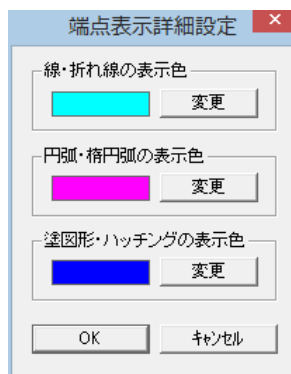 端点表示詳細設定
線・折れ線の表示色
変更
円弧・楕円弧の表示色
変更
塗図形・ハッチングの表示色
変更
OK
キャンセル